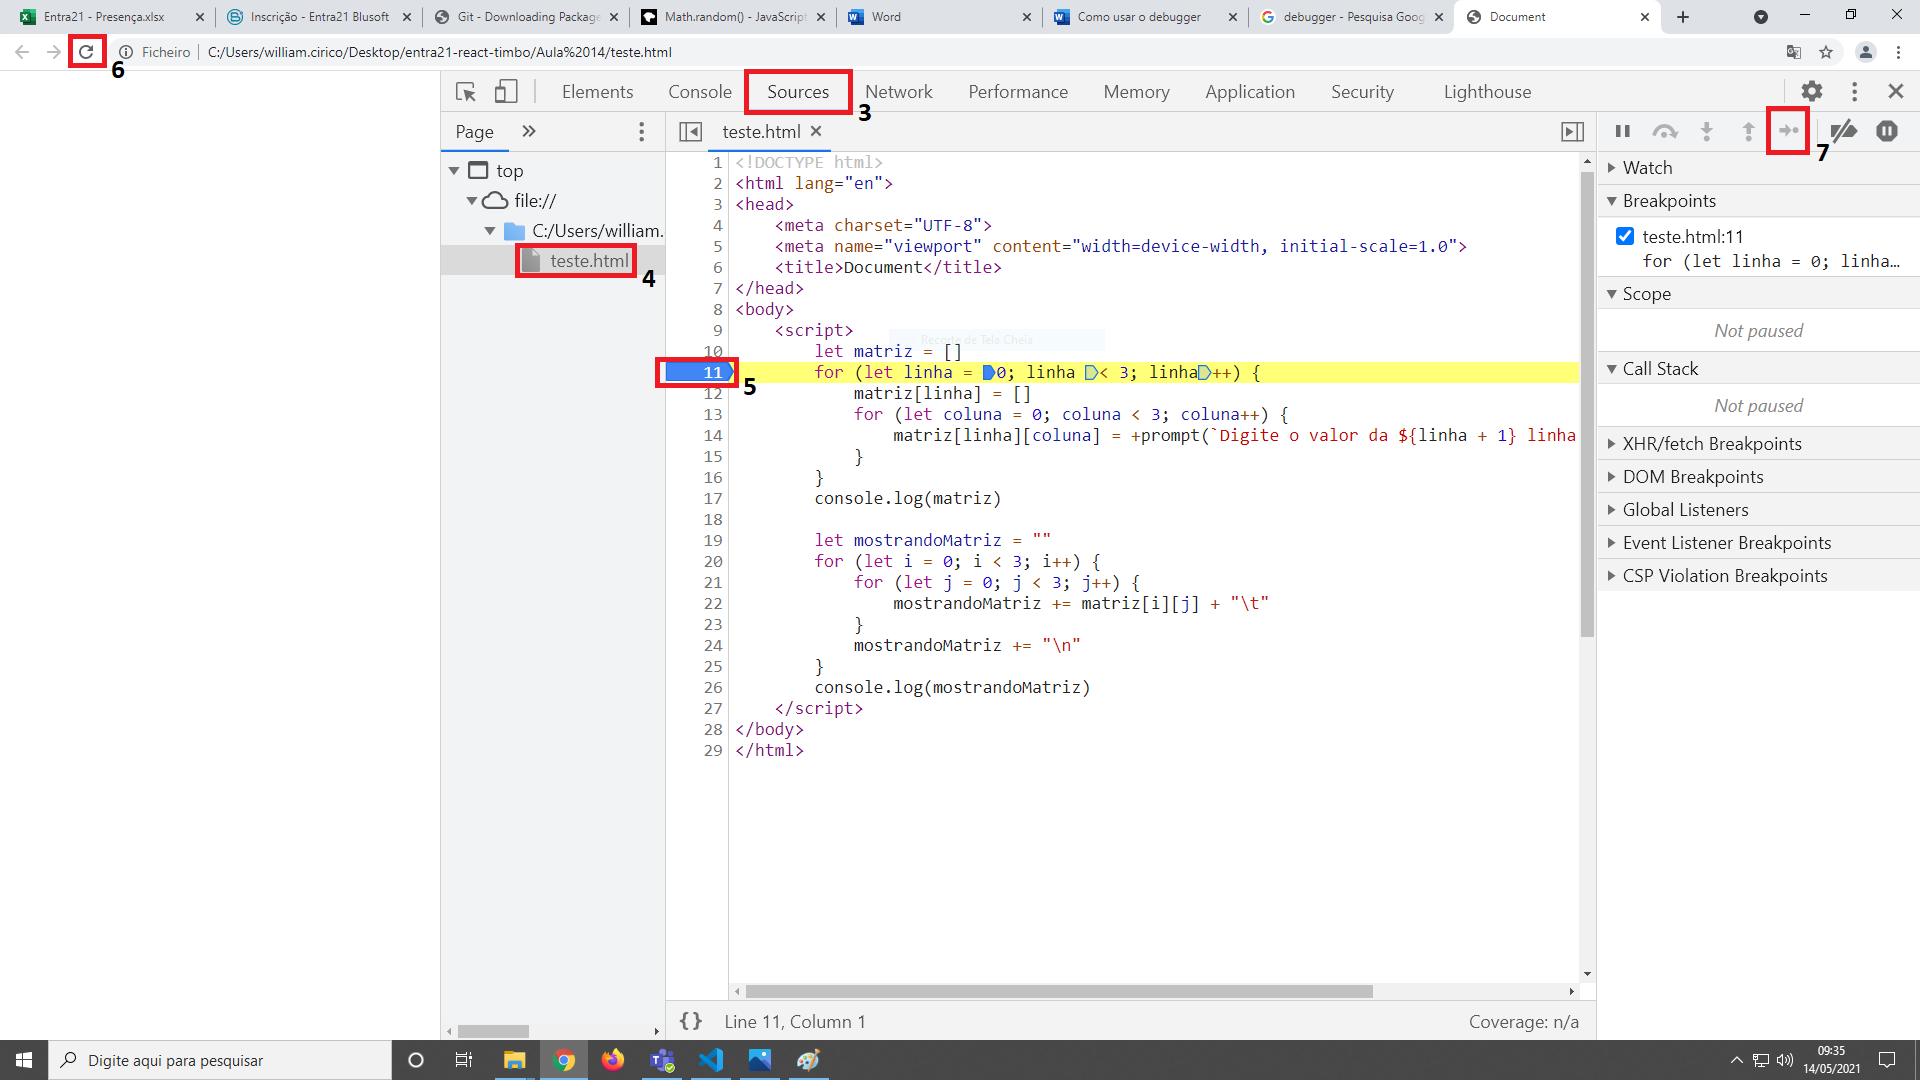 Entra21 - Presença.xlsx
Inscrição - Entra21 Blusoft
Git - Downloading Package
Math.random() - JavaScript
Word
Como usar o debugger
debugger - Pesquisa Goog
Document
Ficheiro
C:/Users/william.cirico/Desktop/entra21-react-timbo/Aula%2014/teste.html
6
Elements
Console
Sources
Network
Performance
Memory
Application
Security
Lighthouse
3
Page
teste.html
7
top
file://
C:/Users/william.
teste.html
4
1 <!DOCTYPE html>
2 <html lang="en">
3 <head>
4 <meta charset="UTF-8">
5 <meta name="viewport" content="width=device-width, initial-scale=1.0">
6 <title>Document</title>
7 </head>
8 <body>
9 <script>
Recorte de Tela Cheia
10 let matriz = []
11 for (let linha = 0; linha < 3; linha++) {
5
12 matriz[linha] = []
13 for (let coluna = 0; coluna < 3; coluna++) {
14 matriz[linha][coluna] = +prompt(`Digite o valor da ${linha + 1} linha
15 }
16 }
17 console.log(matriz)
18
19 let mostrandoMatriz = ""
20 for (let i = 0; i < 3; i++) {
21 for (let j = 0; j < 3; j++) {
22 mostrandoMatriz += matriz[i][j] + "\t"
23 }
24 mostrandoMatriz += "\n"
25 }
26 console.log(mostrandoMatriz)
27 </script>
28 </body>
29 </html>
Watch
Breakpoints
teste.html:11
for (let linha = 0; linha…
Scope
Not paused
Call Stack
Not paused
XHR/fetch Breakpoints
DOM Breakpoints
Global Listeners
Event Listener Breakpoints
CSP Violation Breakpoints
{} Line 11, Column 1
Coverage: n/a
Digite aqui para pesquisar
09:35
14/05/2021